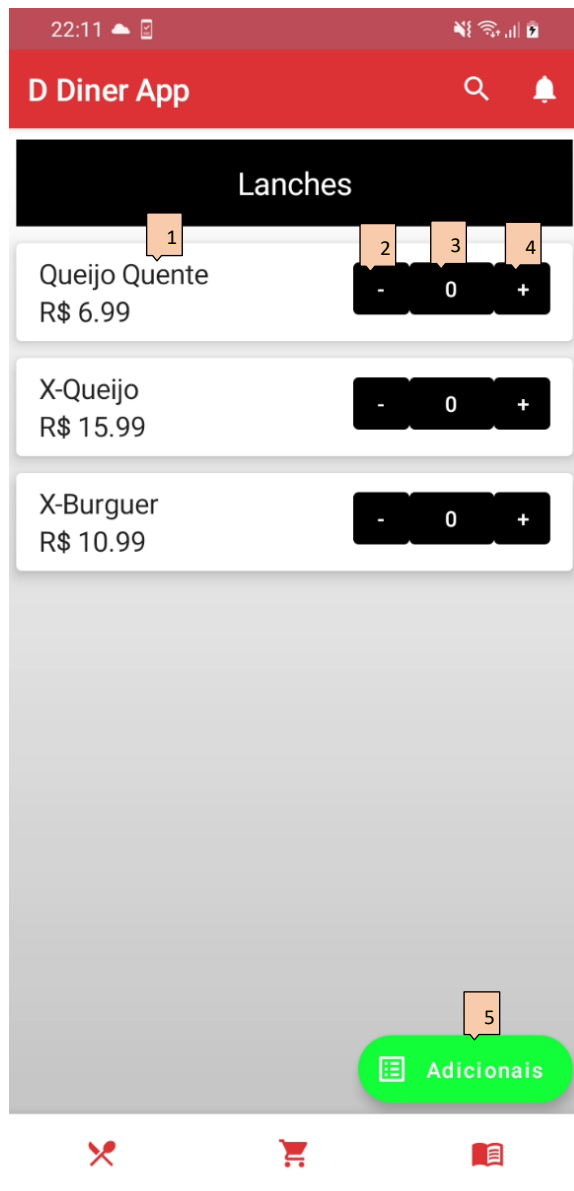 22:11
D Diner App
Lanches
1
2
3
4
Queijo Quente
R$ 6.99
- 0 +
X-Queijo
R$ 15.99
- 0 +
X-Burguer
R$ 10.99
- 0 +
5
Adicionais